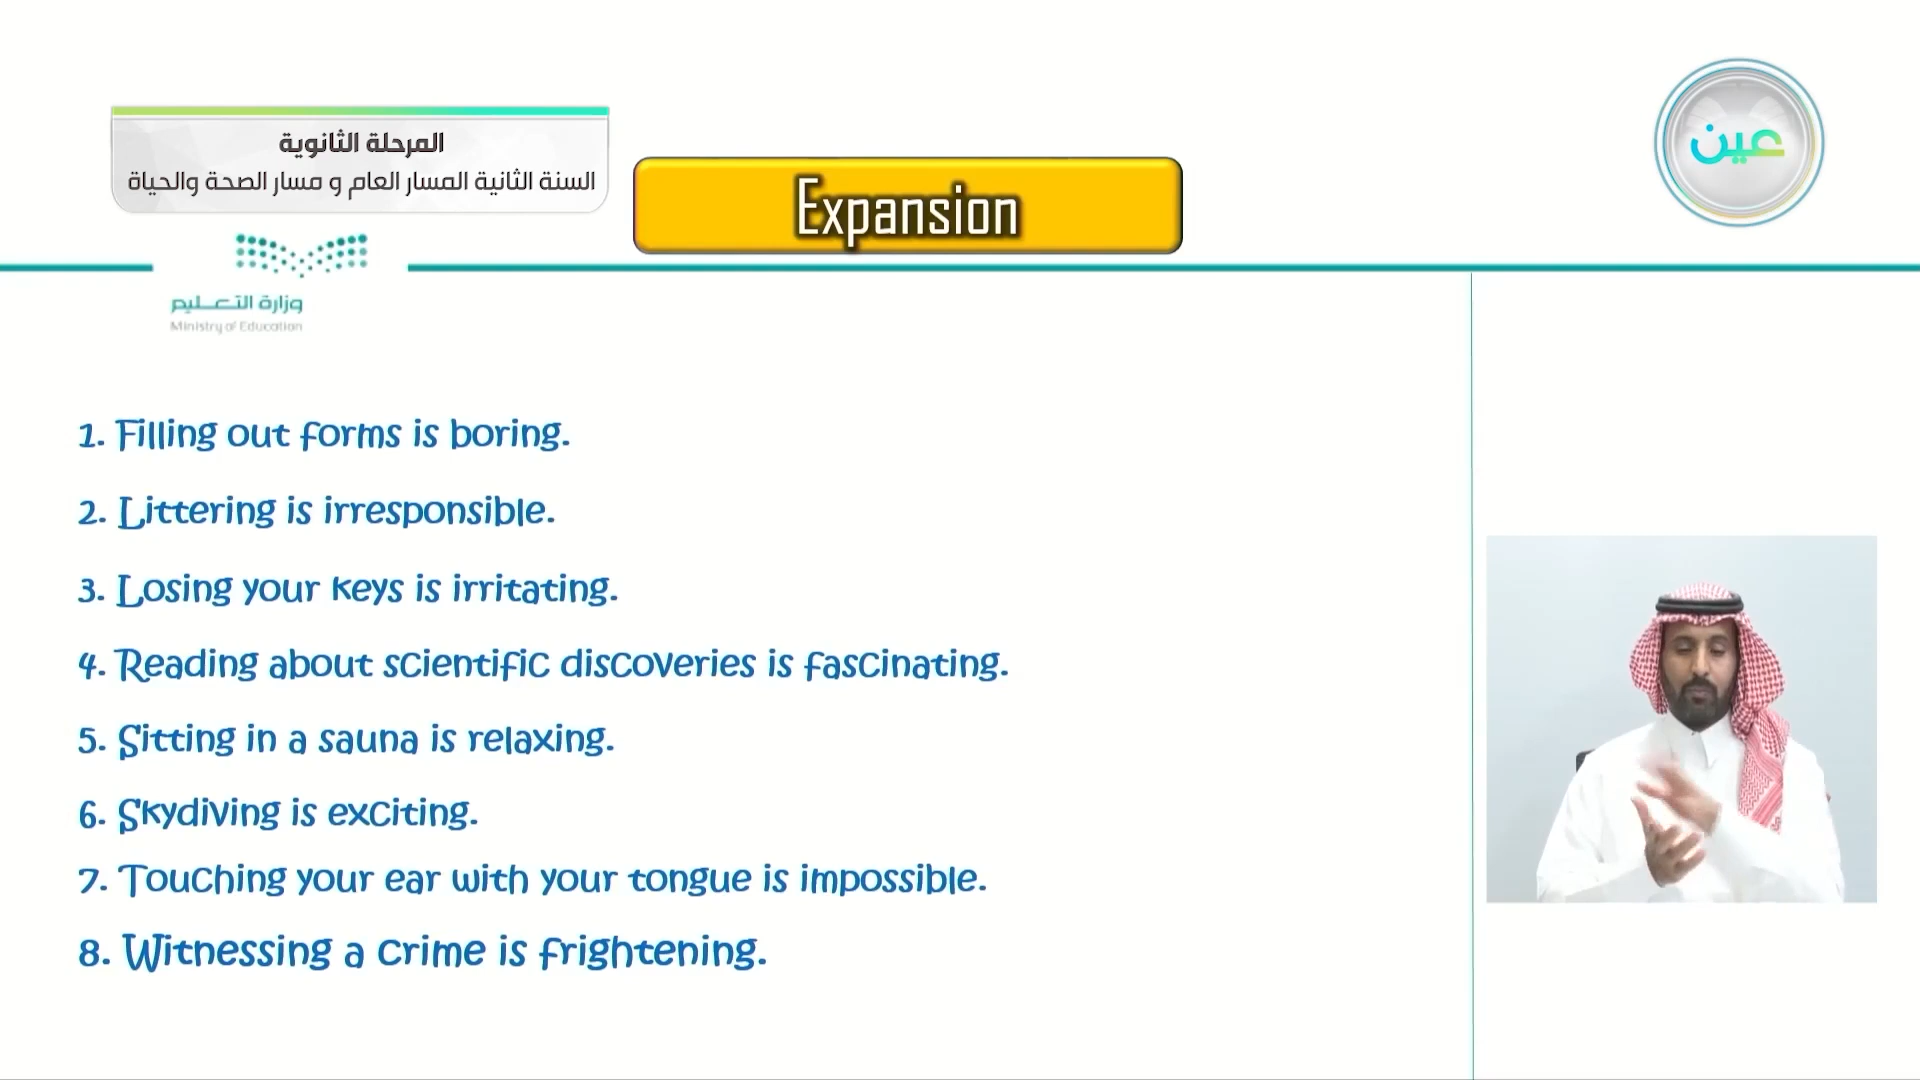 المرحلة الثانوية
السنة الثانية المسار العام و مسار الصحة والحياة
Expansion
عين
وزارة التعليم
Ministry of Education
1. Filling out forms is boring.
2. Littering is irresponsible.
3. Losing your keys is irritating.
4. Reading about scientific discoveries is fascinating.
5. Sitting in a sauna is relaxing.
6. Skydiving is exciting.
7. Touching your ear with your tongue is impossible.
8. Witnessing a crime is frightening.